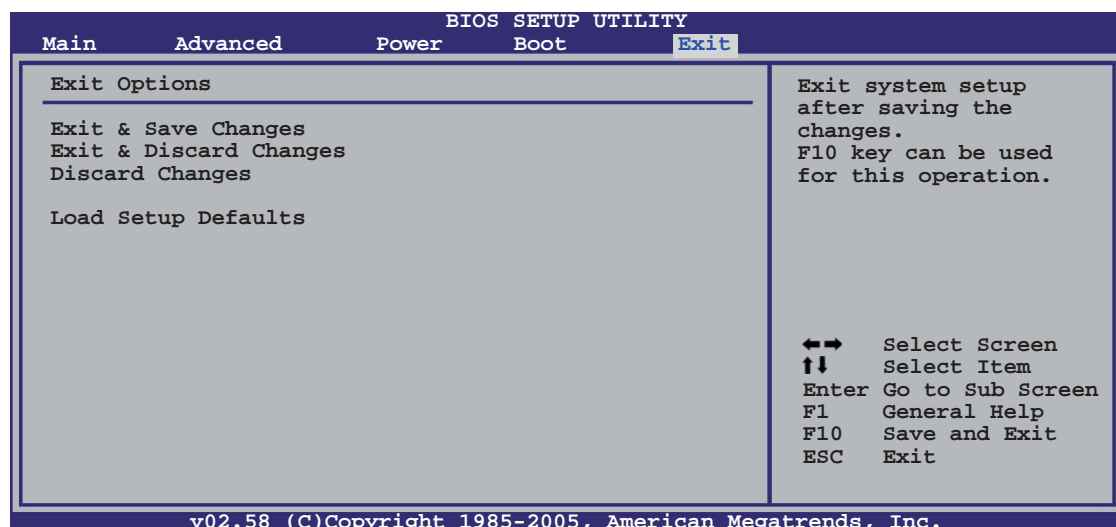 BIOS SETUP UTILITY
Main Advanced Power Boot Exit
Exit Options
Exit & Save Changes
Exit & Discard Changes
Discard Changes
Load Setup Defaults
Exit system setup
after saving the
changes.
F10 key can be used
for this operation.
←→ Select Screen
↑↓ Select Item
Enter Go to Sub Screen
F1 General Help
F10 Save and Exit
ESC Exit
v02.58 (C)Copyright 1985-2005, American Megatrends, Inc.